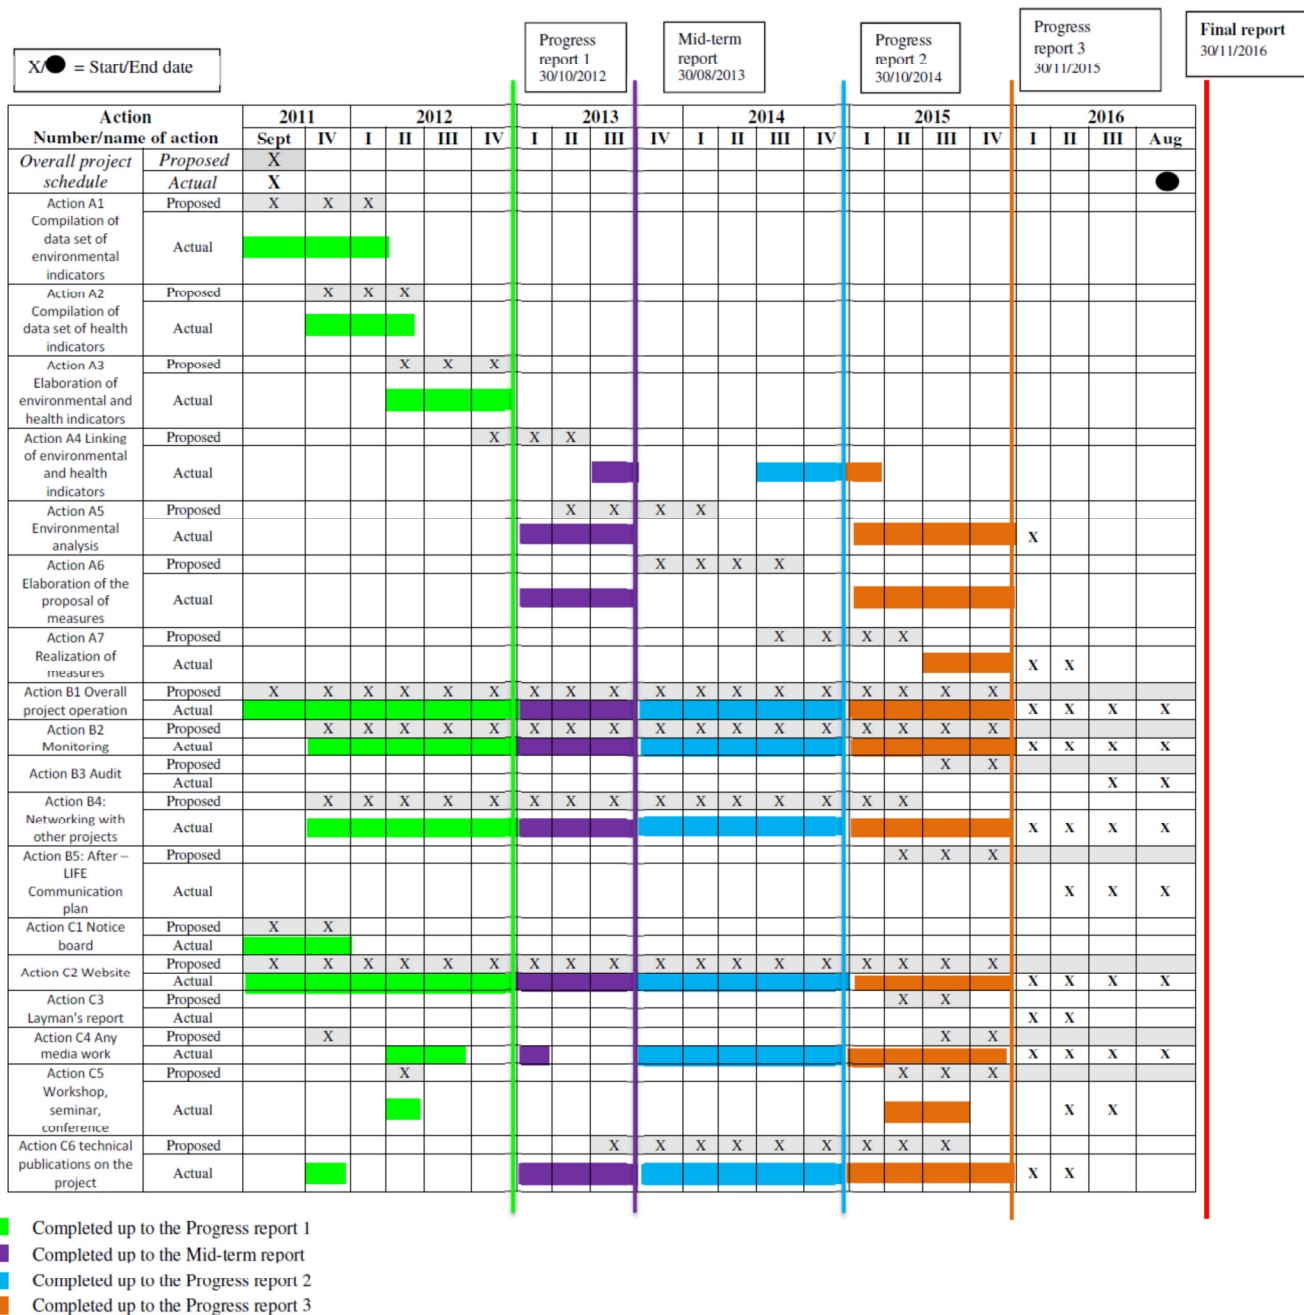 X/● = Start/End date
Progress
report 1
30/10/2012
Mid-term
report
30/08/2013
Progress
report 2
30/10/2014
Progress
report 3
30/11/2015
Final report
30/11/2016
Action 2011 2012 2013 2014 2015 2016
Number/name of action Sept IV I II III IV I II III IV I II III IV I II III IV I II III Aug
Overall project Proposed X
schedule Actual X ●
Action A1 Proposed X X X
Compilation of
data set of
environmental
indicators
Actual
Action A2 Proposed X X X
Compilation of
data set of health
indicators
Actual
Action A3 Proposed X X X
Elaboration of
environmental and
health indicators
Actual
Action A4 Linking Proposed X X X
of environmental
and health
indicators
Actual
Action A5 Proposed X X X X
Environmental
analysis
Actual X
Action A6 Proposed X X X X
Elaboration of the
proposal of
measures
Actual
Action A7 Proposed X X X X
Realization of
measures
Actual X X
Action B1 Overall Proposed X X X X X X X X X X X X X X X X X X
project operation Actual X X X X
Action B2 Proposed X X X X X X X X X X X X X X X X X
Monitoring Actual X X X X
Action B3 Audit Proposed X X
Actual X X
Action B4: Proposed X X X X X X X X X X X X X X X
Networking with
other projects
Actual X X X X
Action B5: After – Proposed X X X
LIFE
Communication
plan
Actual X X X
Action C1 Notice Proposed X X
board Actual
Action C2 Website Proposed X X X X X X X X X X X X X X X X X X
Actual X X X X
Action C3 Proposed X X
Layman's report Actual X X
Action C4 Any Proposed X X X
media work Actual X X X X
Action C5 Proposed X X X X
Workshop,
seminar,
conference
Actual X X
Action C6 technical Proposed X X X X X X X X
publications on the
project
Actual X X
Completed up to the Progress report 1
Completed up to the Mid-term report
Completed up to the Progress report 2
Completed up to the Progress report 3